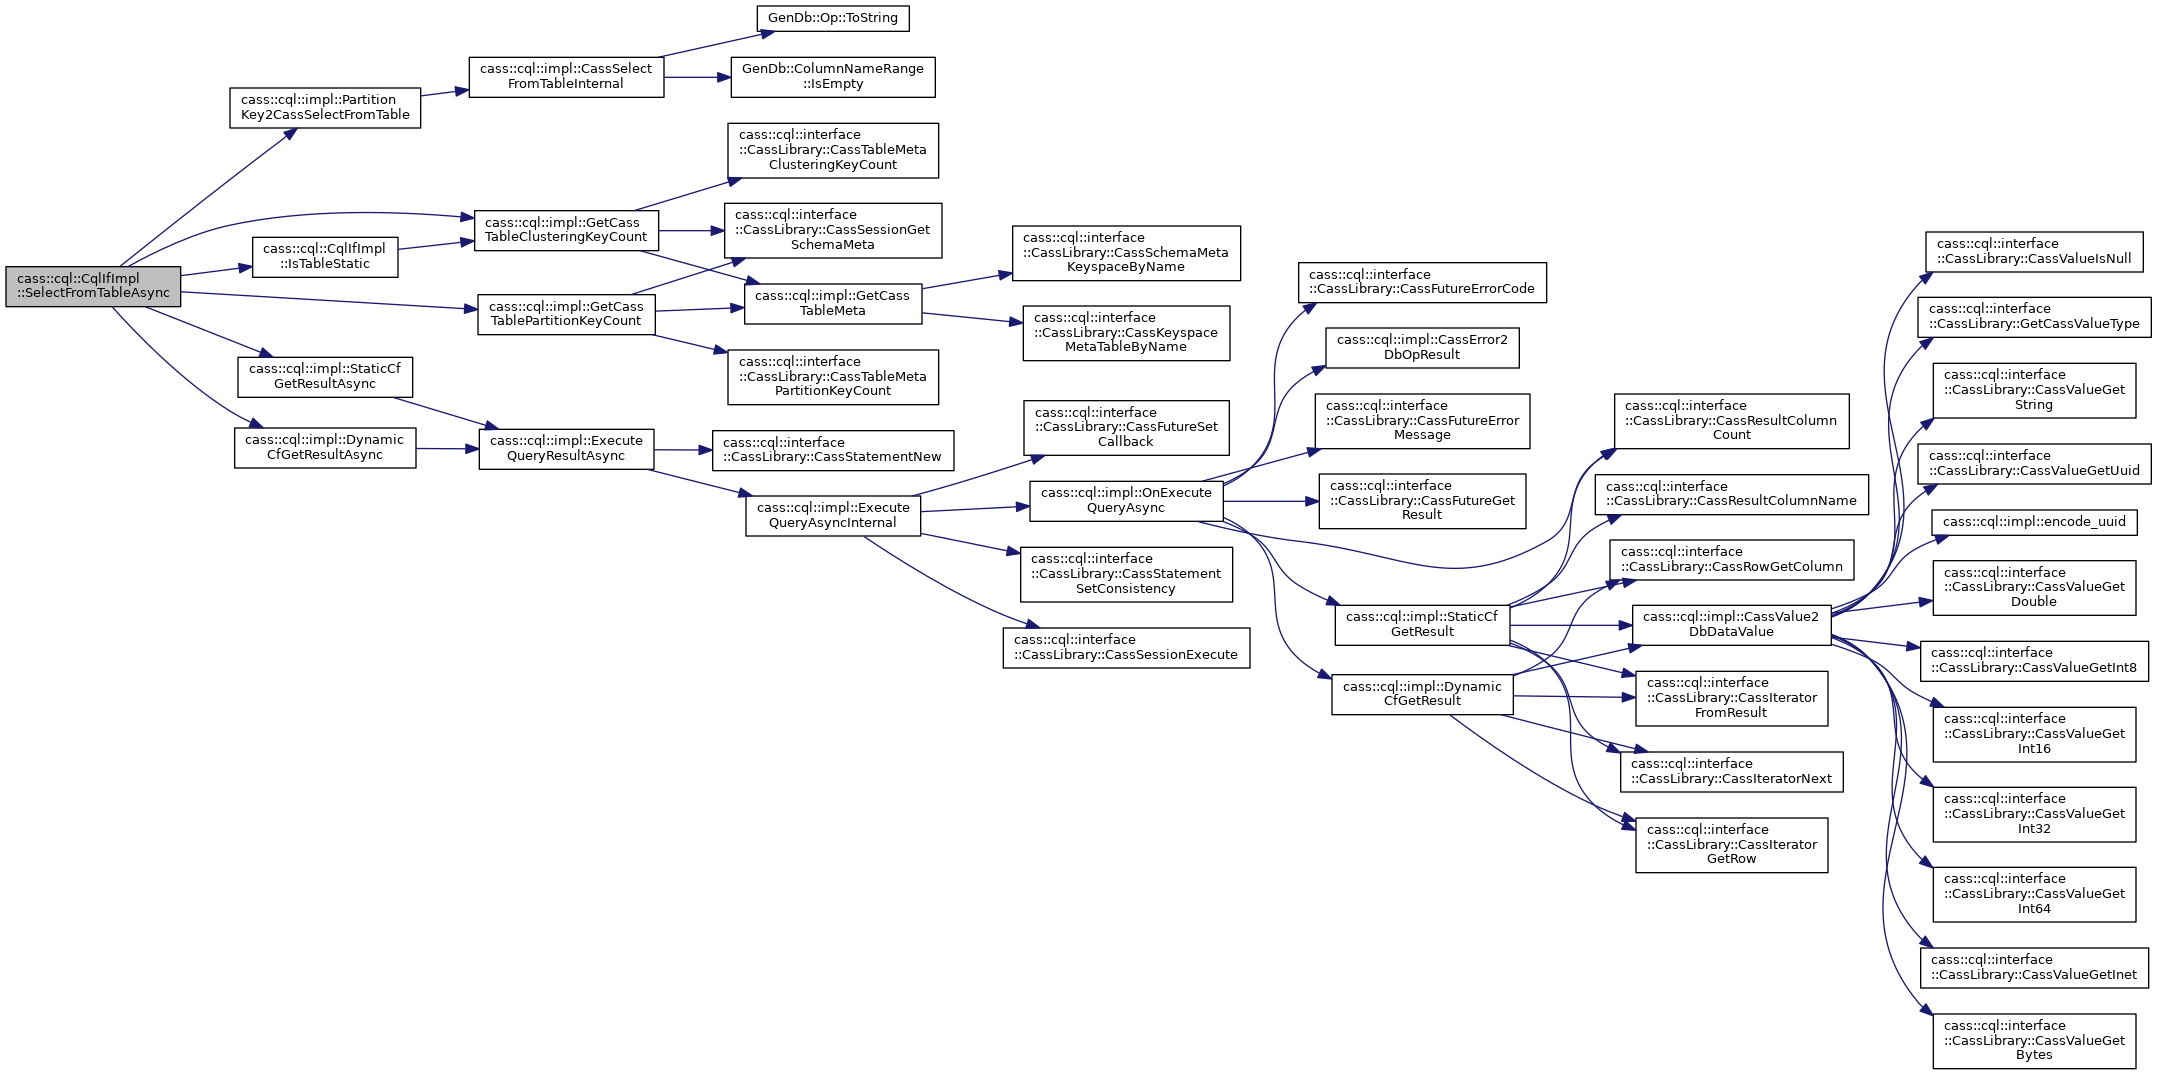 cass::cql::CqlIfImpl
::SelectFromTableAsync
cass::cql::impl::Partition
Key2CassSelectFromTable
cass::cql::CqlIfImpl
::IsTableStatic
cass::cql::impl::StaticCf
GetResultAsync
cass::cql::impl::Dynamic
CfGetResultAsync
cass::cql::impl::CassSelect
FromTableInternal
cass::cql::impl::GetCass
TableClusteringKeyCount
cass::cql::impl::GetCass
TablePartitionKeyCount
cass::cql::impl::Execute
QueryResultAsync
GenDb::Op::ToString
GenDb::ColumnNameRange
::IsEmpty
cass::cql::interface
::CassLibrary::CassTableMeta
ClusteringKeyCount
cass::cql::interface
::CassLibrary::CassSessionGet
SchemaMeta
cass::cql::impl::GetCass
TableMeta
cass::cql::interface
::CassLibrary::CassTableMeta
PartitionKeyCount
cass::cql::interface
::CassLibrary::CassStatementNew
cass::cql::impl::Execute
QueryAsyncInternal
cass::cql::interface
::CassLibrary::CassSchemaMeta
KeyspaceByName
cass::cql::interface
::CassLibrary::CassKeyspace
MetaTableByName
cass::cql::interface
::CassLibrary::CassFutureSet
Callback
cass::cql::impl::OnExecute
QueryAsync
cass::cql::interface
::CassLibrary::CassStatement
SetConsistency
cass::cql::interface
::CassLibrary::CassSessionExecute
cass::cql::interface
::CassLibrary::CassFutureErrorCode
cass::cql::impl::CassError2
DbOpResult
cass::cql::interface
::CassLibrary::CassFutureError
Message
cass::cql::interface
::CassLibrary::CassFutureGet
Result
cass::cql::impl::StaticCf
GetResult
cass::cql::impl::Dynamic
CfGetResult
cass::cql::interface
::CassLibrary::CassResultColumn
Count
cass::cql::interface
::CassLibrary::CassResultColumnName
cass::cql::interface
::CassLibrary::CassRowGetColumn
cass::cql::impl::CassValue2
DbDataValue
cass::cql::interface
::CassLibrary::CassIterator
FromResult
cass::cql::interface
::CassLibrary::CassIteratorNext
cass::cql::interface
::CassLibrary::CassIterator
GetRow
cass::cql::interface
::CassLibrary::CassValueIsNull
cass::cql::interface
::CassLibrary::GetCassValueType
cass::cql::interface
::CassLibrary::CassValueGet
String
cass::cql::interface
::CassLibrary::CassValueGetUuid
cass::cql::impl::encode_uuid
cass::cql::interface
::CassLibrary::CassValueGet
Double
cass::cql::interface
::CassLibrary::CassValueGetInt8
cass::cql::interface
::CassLibrary::CassValueGet
Int16
cass::cql::interface
::CassLibrary::CassValueGet
Int32
cass::cql::interface
::CassLibrary::CassValueGet
Int64
cass::cql::interface
::CassLibrary::CassValueGetInet
cass::cql::interface
::CassLibrary::CassValueGet
Bytes